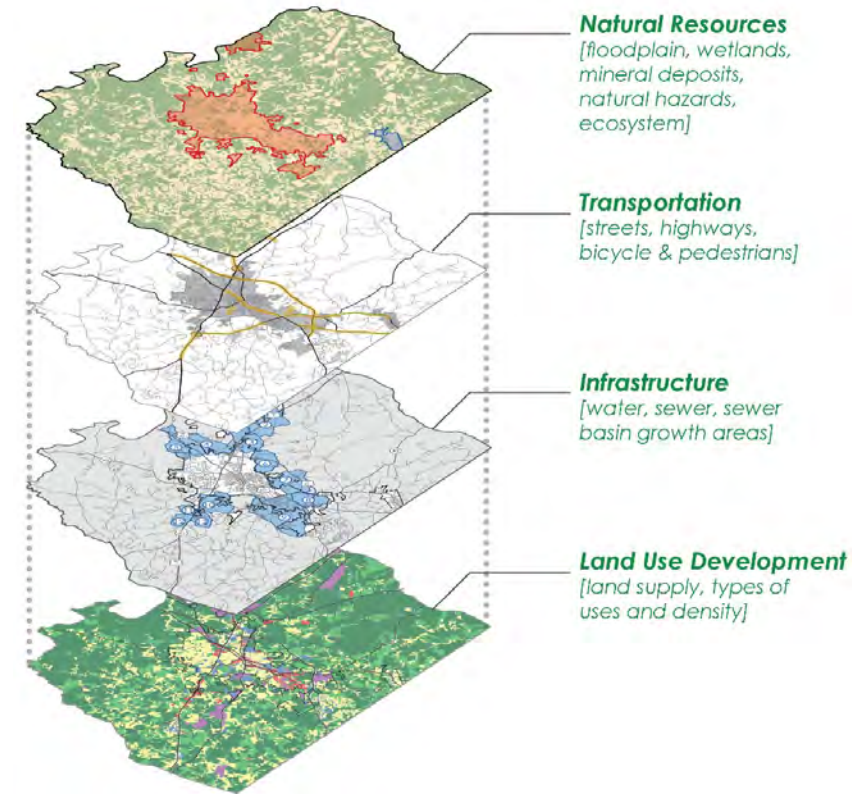 Natural Resources
[floodplain, wetlands,
mineral deposits,
natural hazards,
ecosystem]
Transportation
[streets, highways,
bicycle & pedestrians]
Infrastructure
[water, sewer, sewer
basin growth areas]
Land Use Development
[land supply, types of
uses and density]